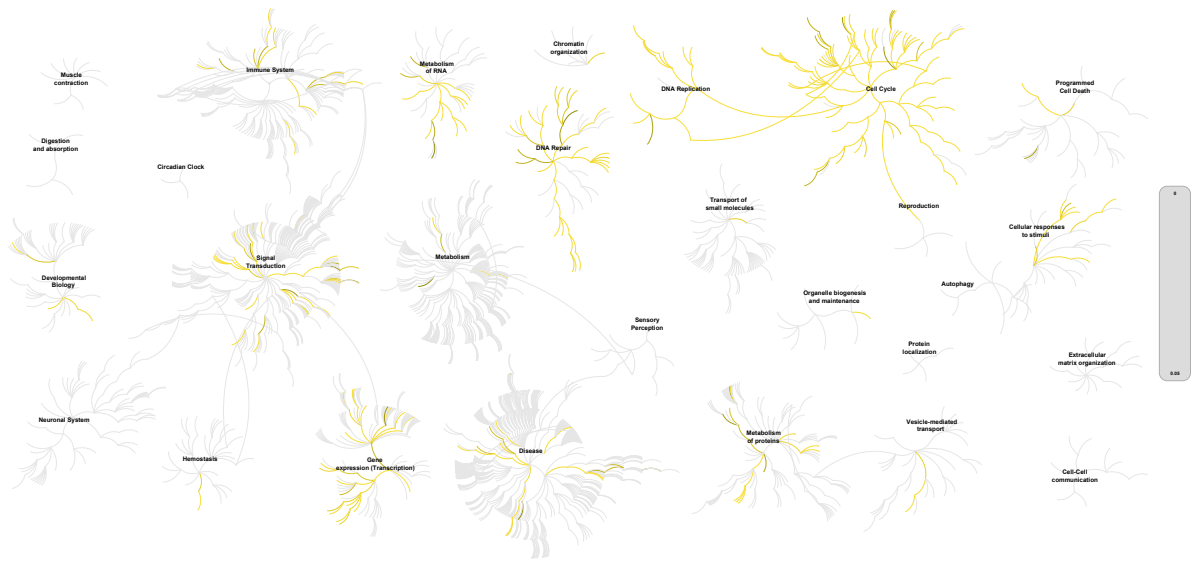 Muscle
contraction
Immune System
Metabolism
of RNA
Chromatin
organization
DNA Replication
Cell Cycle
Programmed
Cell Death
Digestion
and absorption
Circadian Clock
DNA Repair
Transport of
small molecules
Reproduction
Cellular responses
to stimuli
0
0.05
Developmental
Biology
Signal
Transduction
Metabolism
Organelle biogenesis
and maintenance
Autophagy
Sensory
Perception
Protein
localization
Extracellular
matrix organization
Neuronal System
Hemostasis
Gene
expression (Transcription)
Disease
Metabolism
of proteins
Vesicle-mediated
transport
Cell-Cell
communication